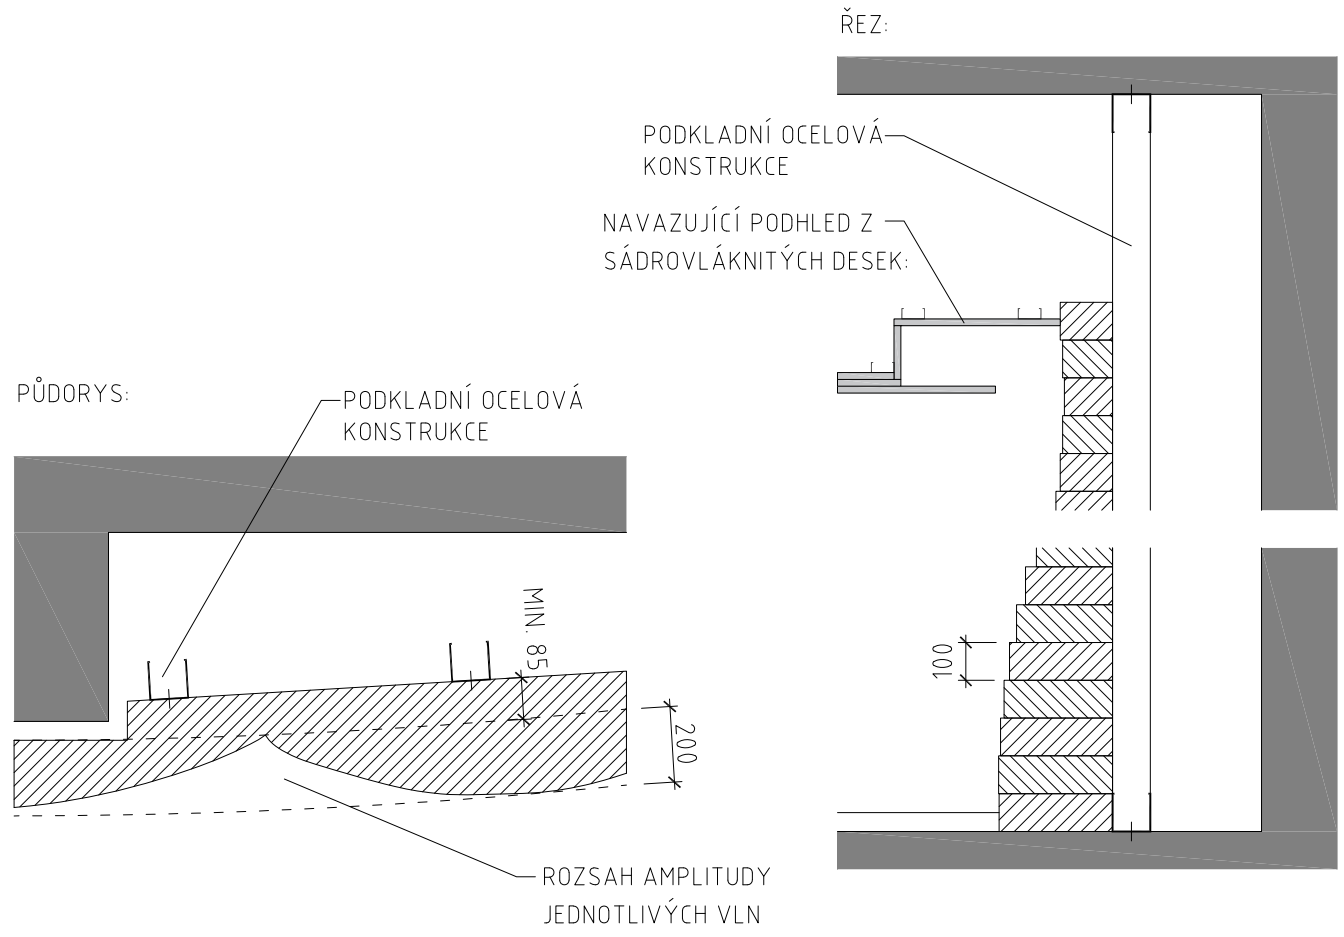 ŘEZ:
PODKLADNÍ OCELOVÁ
KONSTRUKCE
NAVAZUJÍCÍ PODHLED Z
SÁDROVLÁKNITÝCH DESEK:
PŮDORYS:
PODKLADNÍ OCELOVÁ
KONSTRUKCE
MIN. 85
200
100
ROZSAH AMPLITUDY
JEDNOTLIVÝCH VLN